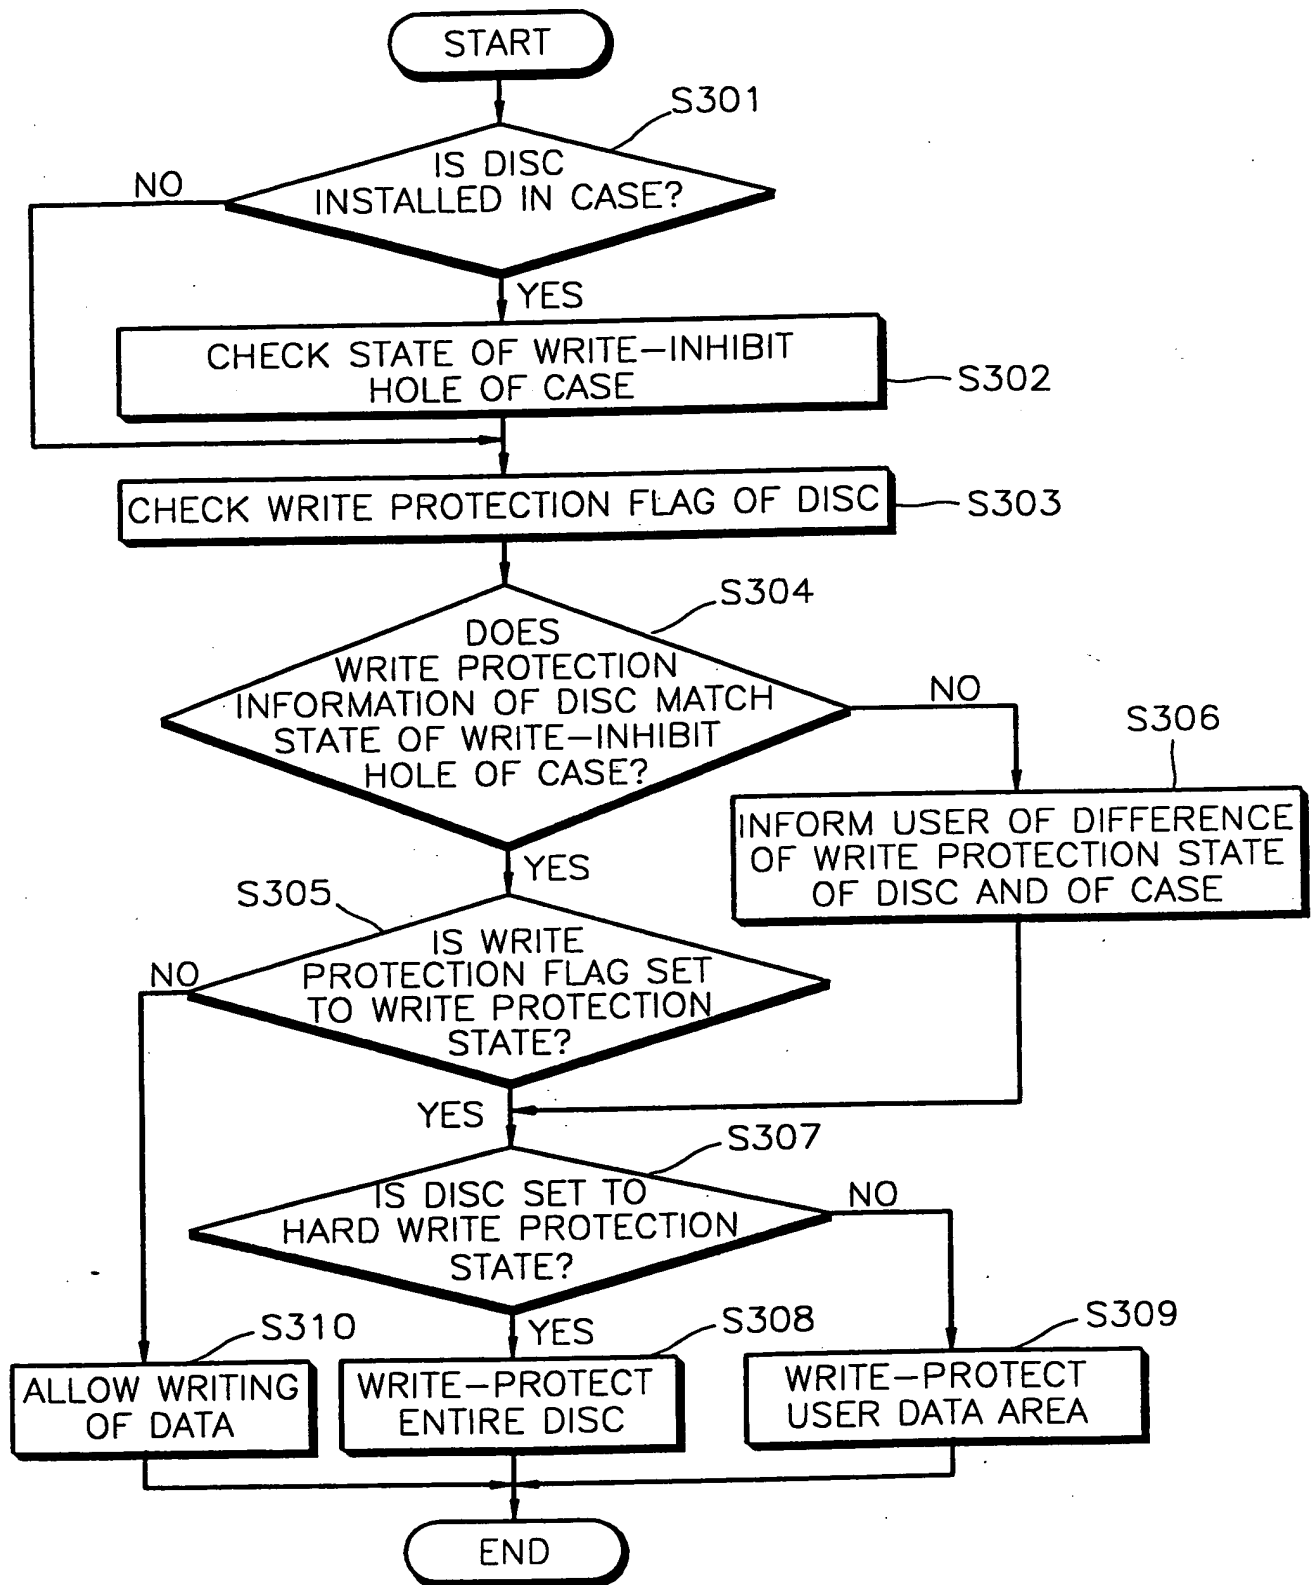 START
S301
IS DISC
INSTALLED IN CASE?
NO
YES
CHECK STATE OF WRITE-INHIBIT
HOLE OF CASE
S302
CHECK WRITE PROTECTION FLAG OF DISC
S303
S304
DOES
WRITE PROTECTION
INFORMATION OF DISC MATCH
STATE OF WRITE-INHIBIT
HOLE OF CASE?
NO
S306
INFORM USER OF DIFFERENCE
OF WRITE PROTECTION STATE
OF DISC AND OF CASE
YES
S305
IS WRITE
PROTECTION FLAG SET
TO WRITE PROTECTION
STATE?
NO
YES
S307
IS DISC SET TO
HARD WRITE PROTECTION
STATE?
NO
YES
S310
ALLOW WRITING
OF DATA
S308
WRITE-PROTECT
ENTIRE DISC
S309
WRITE-PROTECT
USER DATA AREA
END